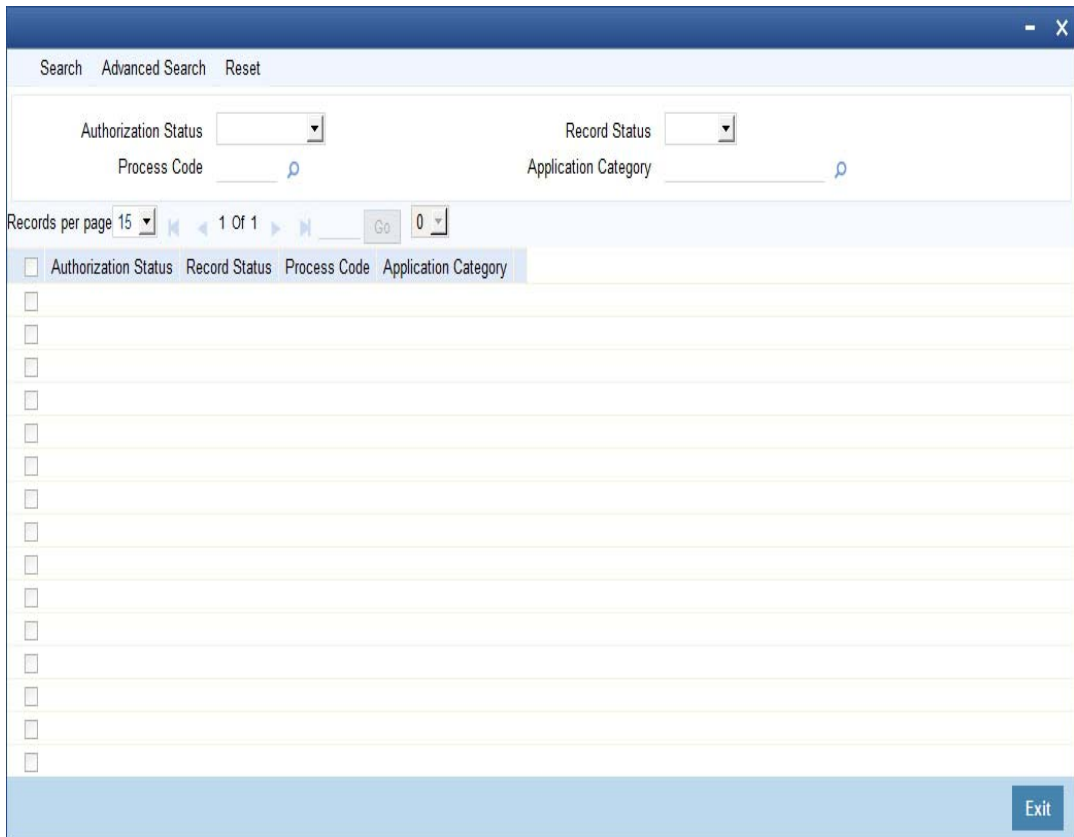 Search Advanced Search Reset
Authorization Status Record Status
Process Code Application Category
Records per page 15 1 Of 1 Go 0
Authorization Status Record Status Process Code Application Category
Exit